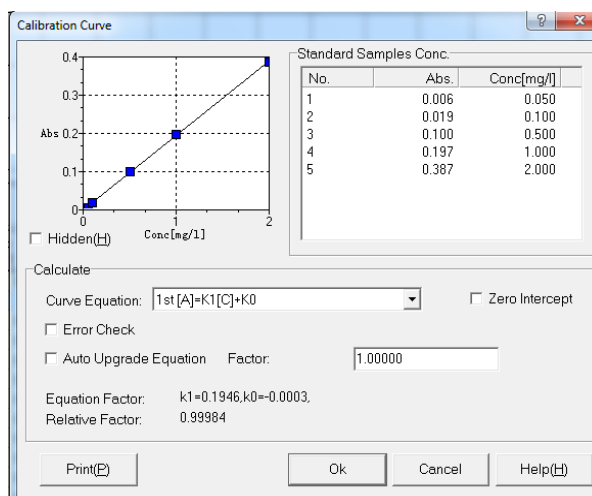 Calibration Curve
0.4
0.3
Abs 0.2
0.1
0
0 1 2
Conc[mg/l]
Hidden(H)
Standard Samples Conc.
No. Abs. Conc[mg/l]
1 0.006 0.050
2 0.019 0.100
3 0.100 0.500
4 0.197 1.000
5 0.387 2.000
Calculate
Curve Equation: 1st [A]=K1[C]+K0 Zero Intercept
Error Check
Auto Upgrade Equation Factor: 1.00000
Equation Factor: k1=0.1946,k0=-0.0003,
Relative Factor: 0.99984
Print(P) Ok Cancel Help(H)